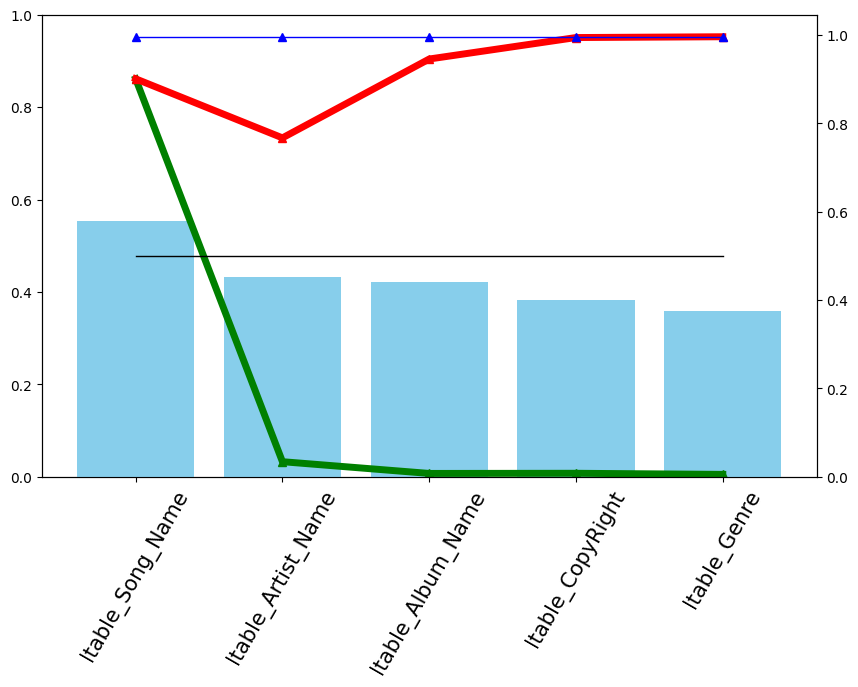 1.0
0.8
0.6
0.4
0.2
0.0
1.0
0.8
0.6
0.4
0.2
0.0
ltable_Song_Name
ltable_Artist_Name
ltable_Album_Name
ltable_CopyRight
ltable_Genre